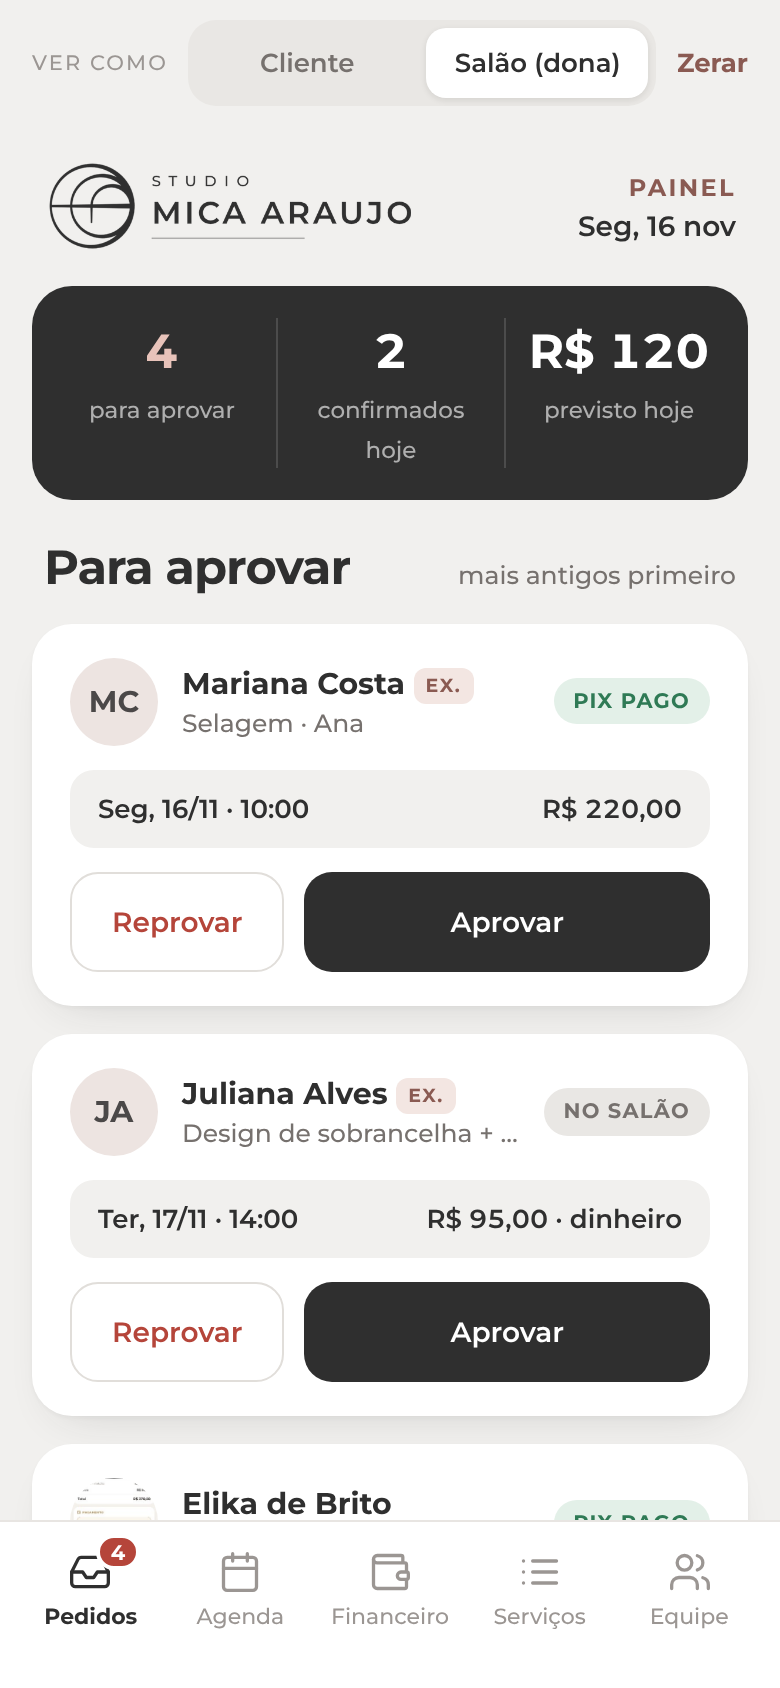 VER COMO
Cliente
Salão (dona)
Zerar
STUDIO
MICA ARAUJO
PAINEL
Seg, 16 nov
4
para aprovar
2
confirmados
hoje
R$ 120
previsto hoje
Para aprovar
mais antigos primeiro
MC
Mariana Costa EX.
Selagem · Ana
PIX PAGO
Seg, 16/11 · 10:00
R$ 220,00
Reprovar
Aprovar
JA
Juliana Alves EX.
Design de sobrancelha + ...
NO SALÃO
Ter, 17/11 · 14:00
R$ 95,00 · dinheiro
Reprovar
Aprovar
Elika de Brito
PIX PAGO
4
Pedidos
Agenda
Financeiro
Serviços
Equipe